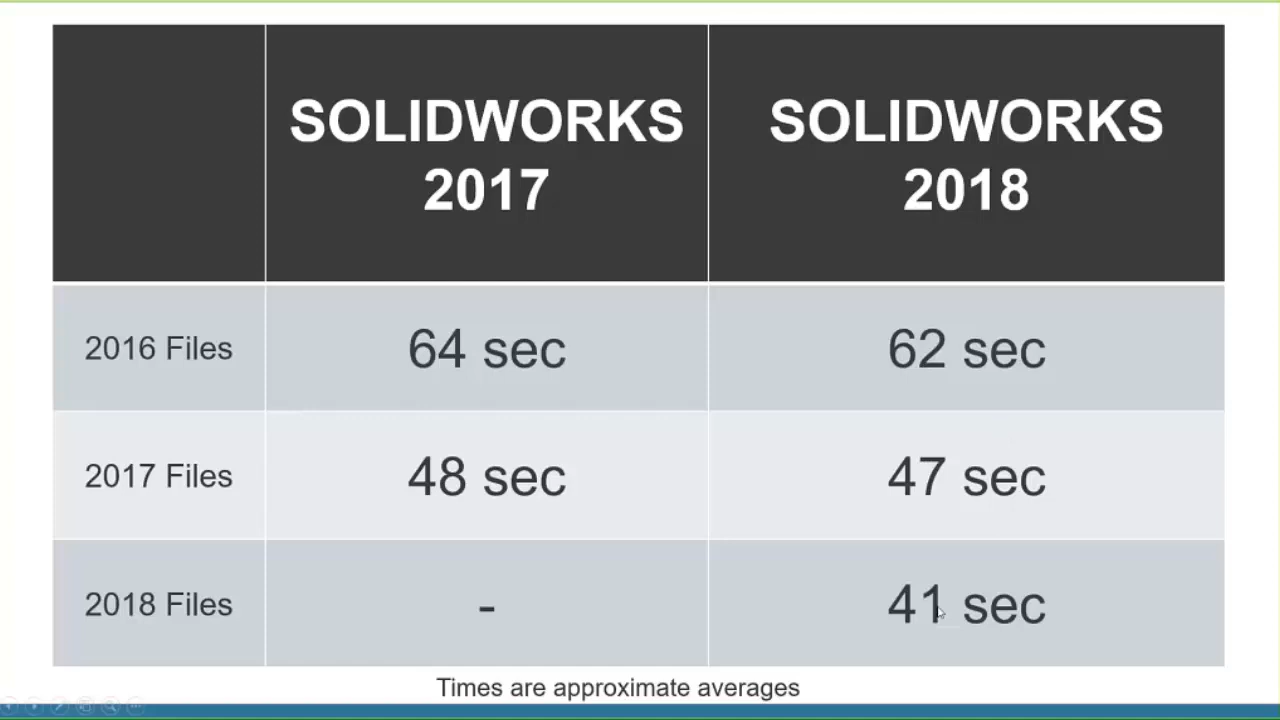 SOLIDWORKS
2017
SOLIDWORKS
2018
2016 Files
64 sec
62 sec
2017 Files
48 sec
47 sec
2018 Files
-
41 sec
Times are approximate averages